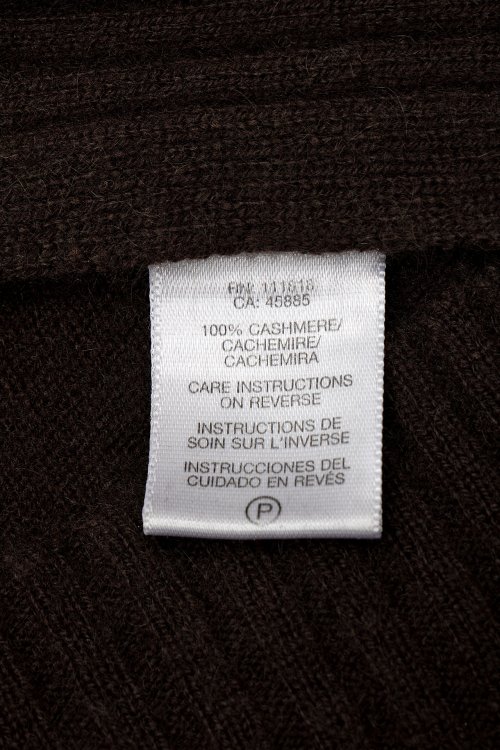 RN: 111818
CA: 45885
100% CASHMERE/
CACHEMIRE/
CACHEMIRA
CARE INSTRUCTIONS
ON REVERSE
INSTRUCTIONS DE
SOIN SUR L'INVERSE
INSTRUCCIONES DEL
CUIDADO EN REVÉS
P